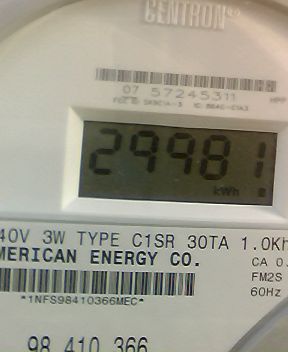 CENTRON®
07 57245311
29981
kWh
40V 3W TYPE C1SR 30TA 1.0Kh
MERICAN ENERGY CO.
CA 0.
FM2S
*1NFS98410366MEC*
60Hz
98 410 366